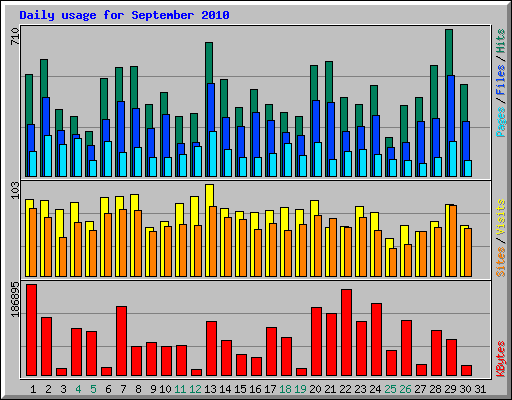 Daily usage for September 2010
710
Pages / Files / Hits
103
Sites / Visits
186895
KBytes
1 2 3 4 5 6 7 8 9 10 11 12 13 14 15 16 17 18 19 20 21 22 23 24 25 26 27 28 29 30 31